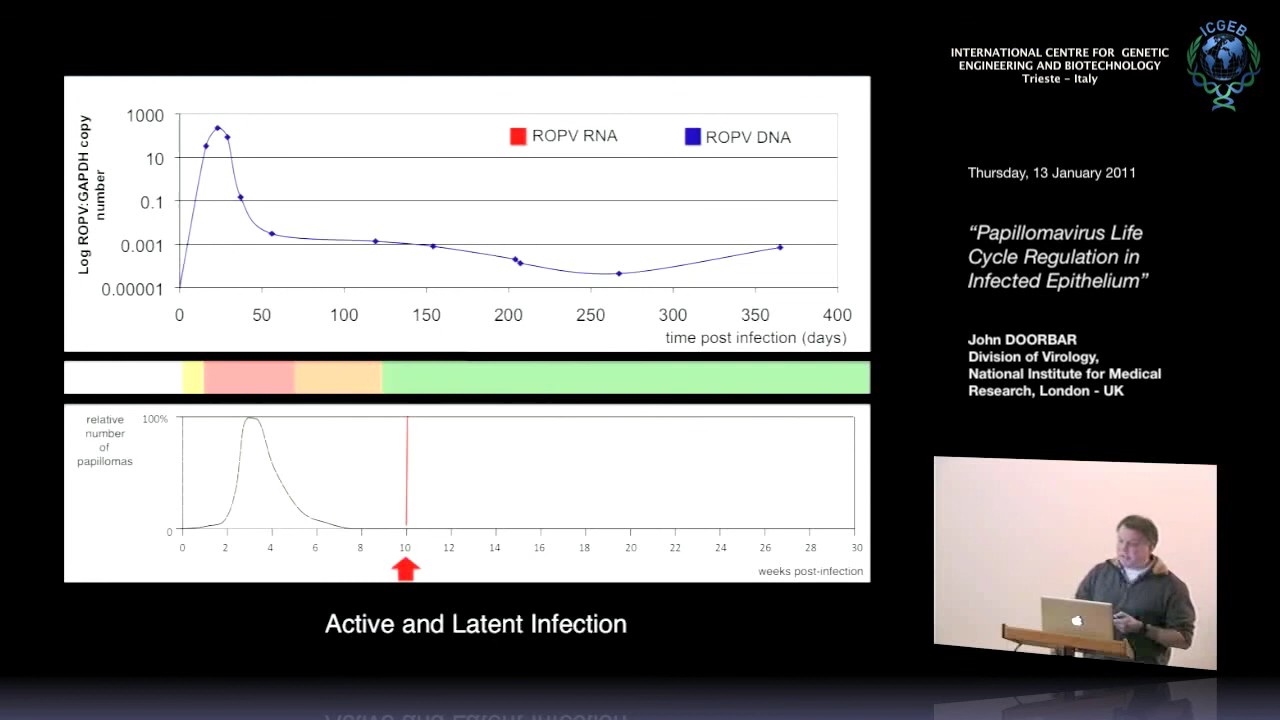 ICGEB
INTERNATIONAL CENTRE FOR GENETIC
ENGINEERING AND BIOTECHNOLOGY
Trieste - Italy
Thursday, 13 January 2011
“Papillomavirus Life
Cycle Regulation in
Infected Epithelium”
John DOORBAR
Division of Virology,
National Institute for Medical
Research, London - UK
Log ROPV:GAPDH copy
number
1000
10
0.1
0.001
0.00001
ROPV RNA
ROPV DNA
0 50 100 150 200 250 300 350 400
time post infection (days)
relative
number
of
papillomas
100%
0
0 2 4 6 8 10 12 14 16 18 20 22 24 26 28 30
weeks post-infection
Active and Latent Infection